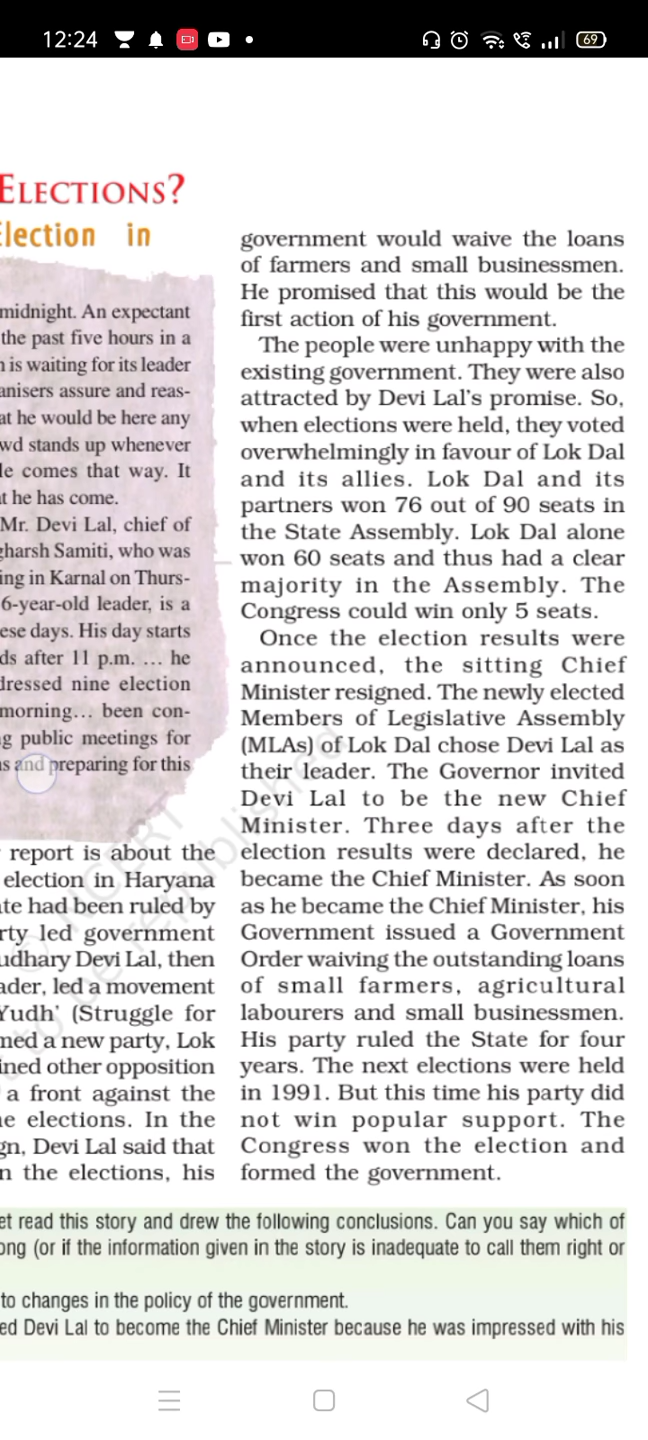 12:24
69
ELECTIONS?
lection in
midnight. An expectant
the past five hours in a
is waiting for its leader
anisers assure and reas-
at he would be here any
wd stands up whenever
le comes that way. It
t he has come.
Mr. Devi Lal, chief of
gharsh Samiti, who was
ing in Karnal on Thurs-
6-year-old leader, is a
ese days. His day starts
ds after 11 p.m. … he
dressed nine election
morning… been con-
g public meetings for
s and preparing for this
report is about the
election in Haryana
te had been ruled by
rty led government
udhary Devi Lal, then
ader, led a movement
Yudh' (Struggle for
med a new party, Lok
ined other opposition
a front against the
e elections. In the
gn, Devi Lal said that
n the elections, his
government would waive the loans
of farmers and small businessmen.
He promised that this would be the
first action of his government.
The people were unhappy with the
existing government. They were also
attracted by Devi Lal's promise. So,
when elections were held, they voted
overwhelmingly in favour of Lok Dal
and its allies. Lok Dal and its
partners won 76 out of 90 seats in
the State Assembly. Lok Dal alone
won 60 seats and thus had a clear
majority in the Assembly. The
Congress could win only 5 seats.
Once the election results were
announced, the sitting Chief
Minister resigned. The newly elected
Members of Legislative Assembly
(MLAs) of Lok Dal chose Devi Lal as
their leader. The Governor invited
Devi Lal to be the new Chief
Minister. Three days after the
election results were declared, he
became the Chief Minister. As soon
as he became the Chief Minister, his
Government issued a Government
Order waiving the outstanding loans
of small farmers, agricultural
labourers and small businessmen.
His party ruled the State for four
years. The next elections were held
in 1991. But this time his party did
not win popular support. The
Congress won the election and
formed the government.
et read this story and drew the following conclusions. Can you say which of
ong (or if the information given in the story is inadequate to call them right or
to changes in the policy of the government.
ed Devi Lal to become the Chief Minister because he was impressed with his